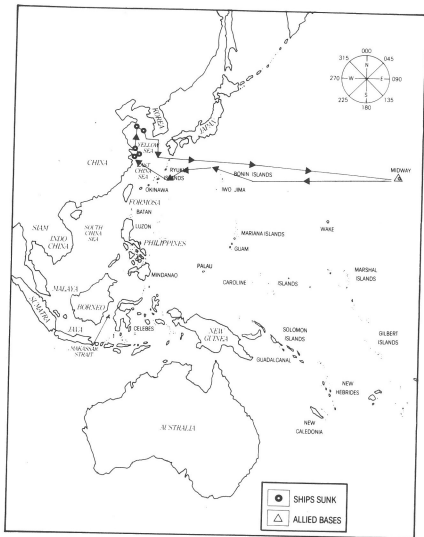 000
315
045
N
270
W
E
090
S
225
135
180
KOREA
JAPAN
YELLOW
SEA
CHINA
EAST
CHINA
SEA
RYUKYU
ISLANDS
BONIN ISLANDS
MIDWAY
OKINAWA
IWO JIMA
FORMOSA
BATAN
SIAM
INDO
CHINA
SOUTH
CHINA
SEA
LUZON
PHILIPPINES
MARIANA ISLANDS
GUAM
WAKE
MINDANAO
PALAU
CAROLINE
ISLANDS
MARSHAL
ISLANDS
MALAYA
SUMATRA
BORNEO
JAVA
MAKASSAR
STRAIT
CELEBES
NEW
GUINEA
SOLOMON
ISLANDS
GUADALCANAL
GILBERT
ISLANDS
NEW
HEBRIDES
NEW
CALEDONIA
AUSTRALIA
SHIPS SUNK
ALLIED BASES